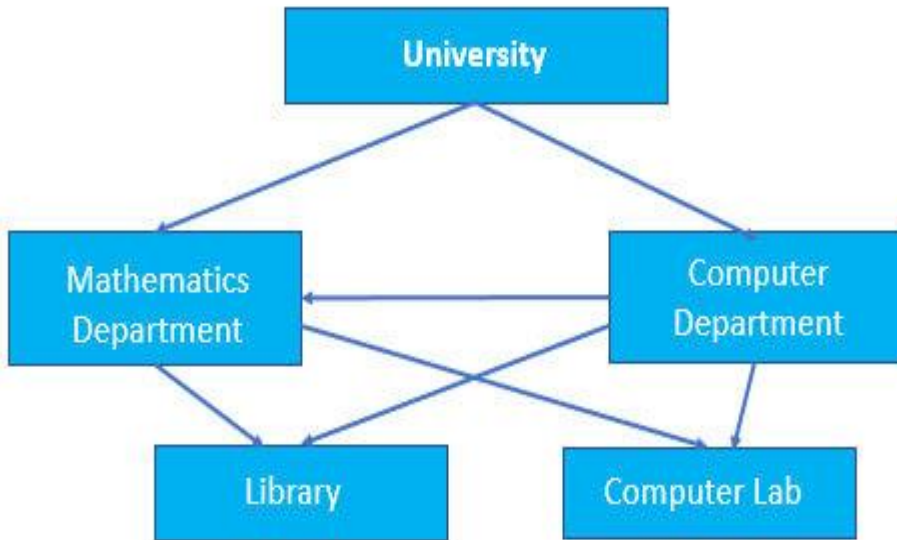 University
Mathematics
Department
Computer
Department
Library
Computer Lab